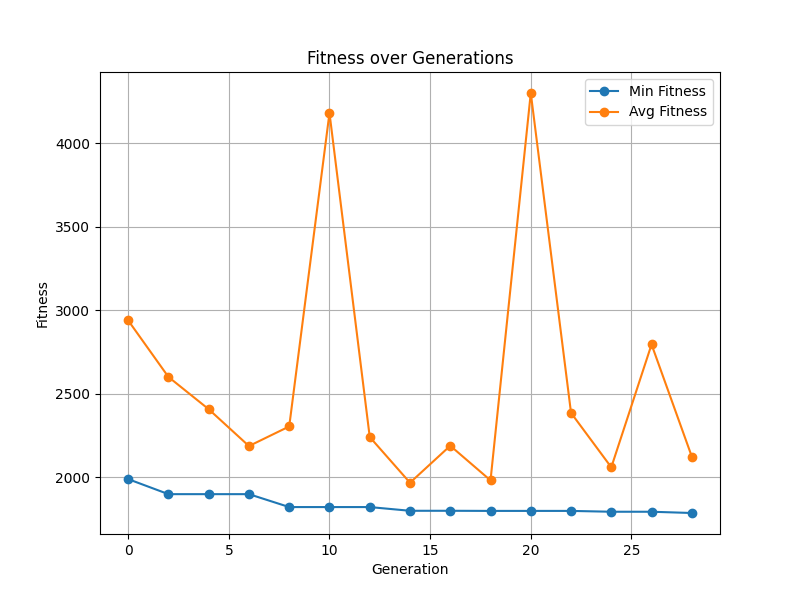 Fitness over Generations
Min Fitness
Avg Fitness
4000
3500
3000
2500
2000
Fitness
0 5 10 15 20 25
Generation